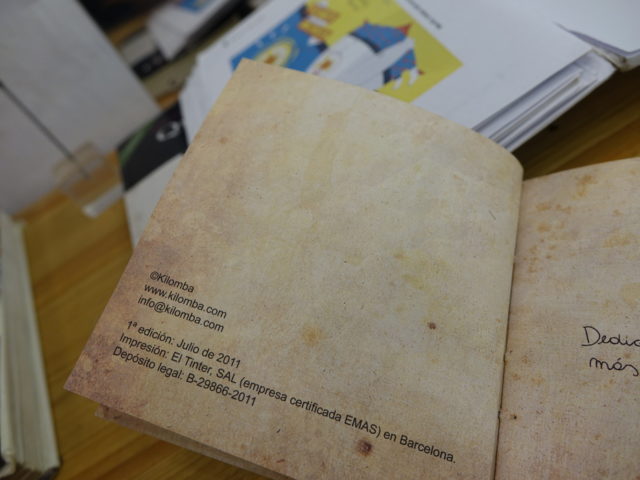 ©Kilomba
www.kilomba.com
info@kilomba.com
1ª edición: Julio de 2011
Impresión: El Tinter, SAL (empresa certificada EMAS) en Barcelona.
Depósito legal: B-29866-2011
más